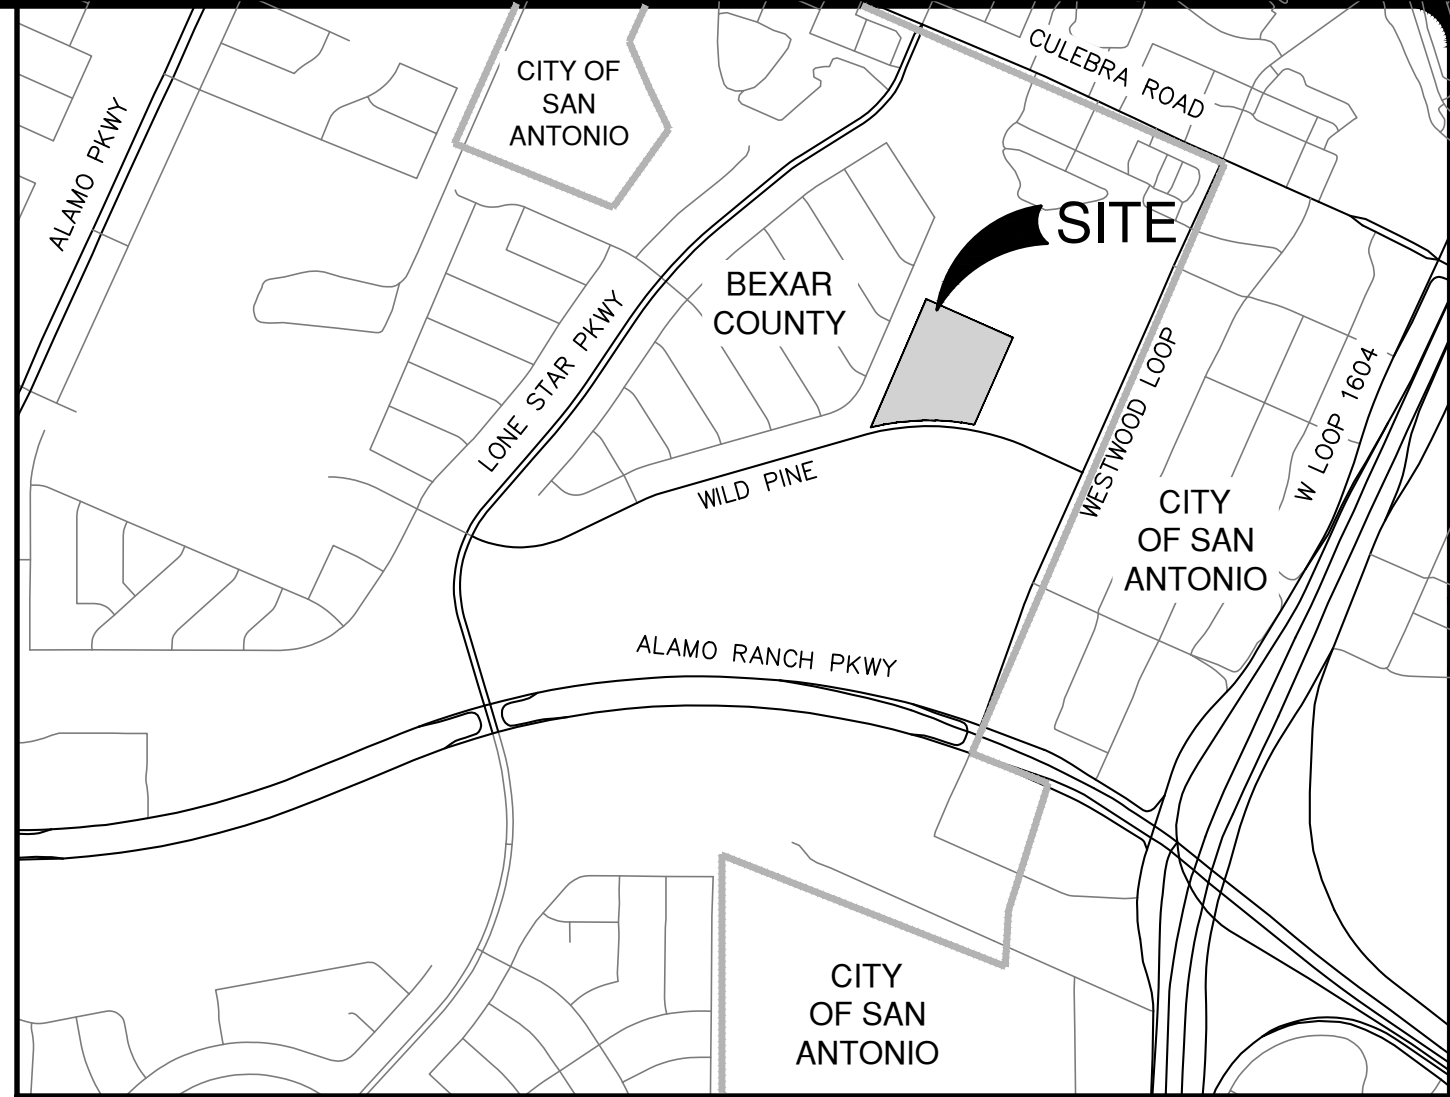 CULEBRA ROAD
CITY OF
SAN
ANTONIO
ALAMO PKWY
SITE
BEXAR
COUNTY
LONE STAR PKWY
WESTWOOD LOOP
W LOOP 1604
WILD PINE
CITY
OF SAN
ANTONIO
ALAMO RANCH PKWY
CITY
OF SAN
ANTONIO